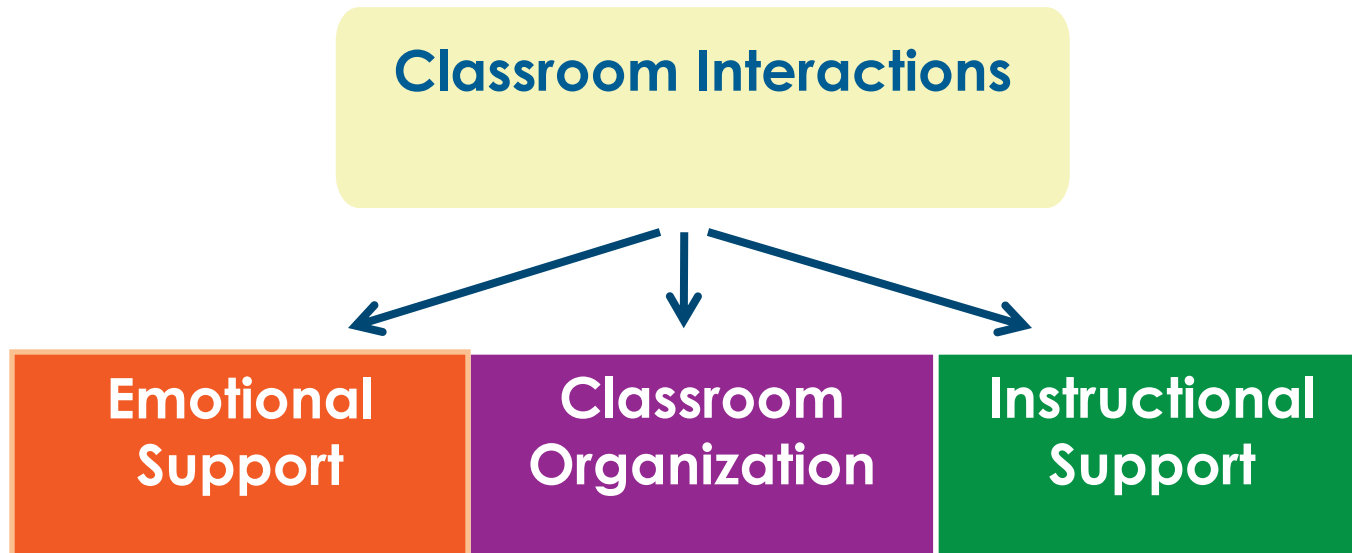 Classroom Interactions
Emotional
Support
Classroom
Organization
Instructional
Support